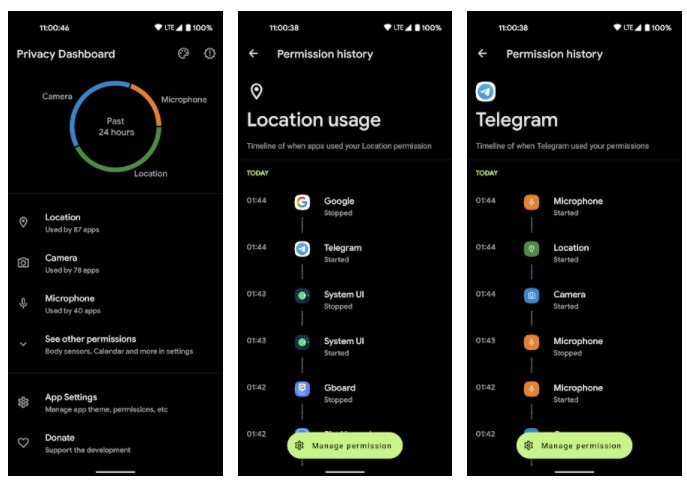 11:00:46
LTE
100%
Privacy Dashboard
Camera
Microphone
Past
24 hours
Location
Location
Used by 87 apps
Camera
Used by 78 apps
Microphone
Used by 40 apps
See other permissions
Body sensors, Calendar and more in settings
App Settings
Manage app theme, permissions, etc
Donate
Support the development
11:00:38
LTE
100%
Permission history
Location usage
Timeline of when apps used your Location permission
TODAY
01:44
Google
Stopped
01:44
Telegram
Started
01:43
System UI
Stopped
01:43
System UI
Started
01:42
Gboard
Stopped
01:42
Manage permission
11:00:38
LTE
100%
Permission history
Telegram
Timeline of when Telegram used your permissions
TODAY
01:44
Microphone
Started
01:44
Location
Started
01:44
Camera
Started
01:43
Microphone
Stopped
01:42
Microphone
Started
01:42
Manage permission